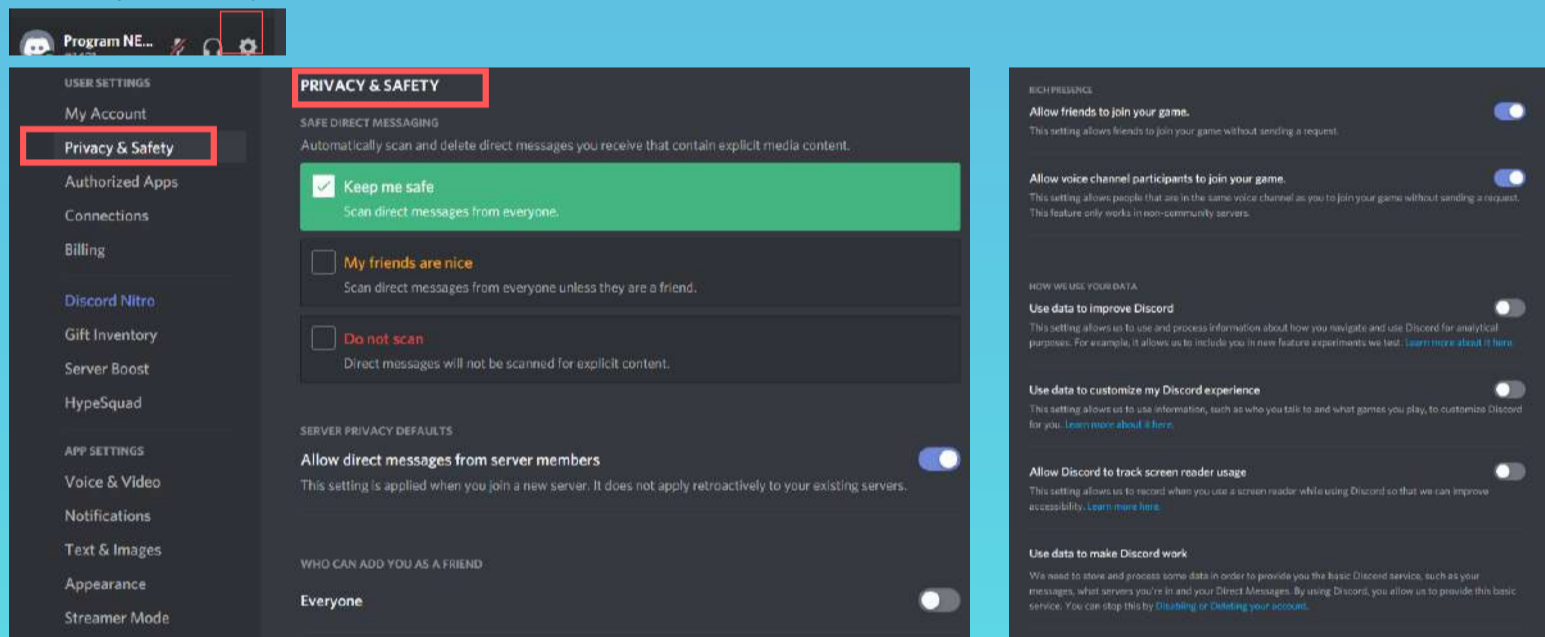 Program NE...
USER SETTINGS
My Account
Privacy & Safety
Authorized Apps
Connections
Billing
Discord Nitro
Gift Inventory
Server Boost
HypeSquad
APP SETTINGS
Voice & Video
Notifications
Text & Images
Appearance
Streamer Mode
PRIVACY & SAFETY
SAFE DIRECT MESSAGING
Automatically scan and delete direct messages you receive that contain explicit media content.
Keep me safe
Scan direct messages from everyone.
My friends are nice
Scan direct messages from everyone unless they are a friend.
Do not scan
Direct messages will not be scanned for explicit content.
SERVER PRIVACY DEFAULTS
Allow direct messages from server members
This setting is applied when you join a new server. It does not apply retroactively to your existing servers.
WHO CAN ADD YOU AS A FRIEND
Everyone
RICH PRESENCE
Allow friends to join your game.
This setting allows friends to join your game without sending a request.
Allow voice channel participants to join your game.
This setting allows people that are in the same voice channel as you to join your game without sending a request.
This feature only works in non-community servers.
HOW WE USE YOUR DATA
Use data to improve Discord
This setting allows us to use and process information about how you navigate and use Discord for analytical
purposes. For example, it allows us to include you in new feature experiments we test. Learn more about it here.
Use data to customize my Discord experience
This setting allows us to use information, such as who you talk to and what games you play, to customize Discord
for you. Learn more about it here.
Allow Discord to track screen reader usage
This setting allows us to record when you use a screen reader while using Discord so that we can improve
accessibility. Learn more here.
Use data to make Discord work
We need to store and process some data in order to provide you the basic Discord service, such as your
messages, what servers you're in and your Direct Messages. By using Discord, you allow us to provide this basic
service. You can stop this by Disabling or Deleting your account.